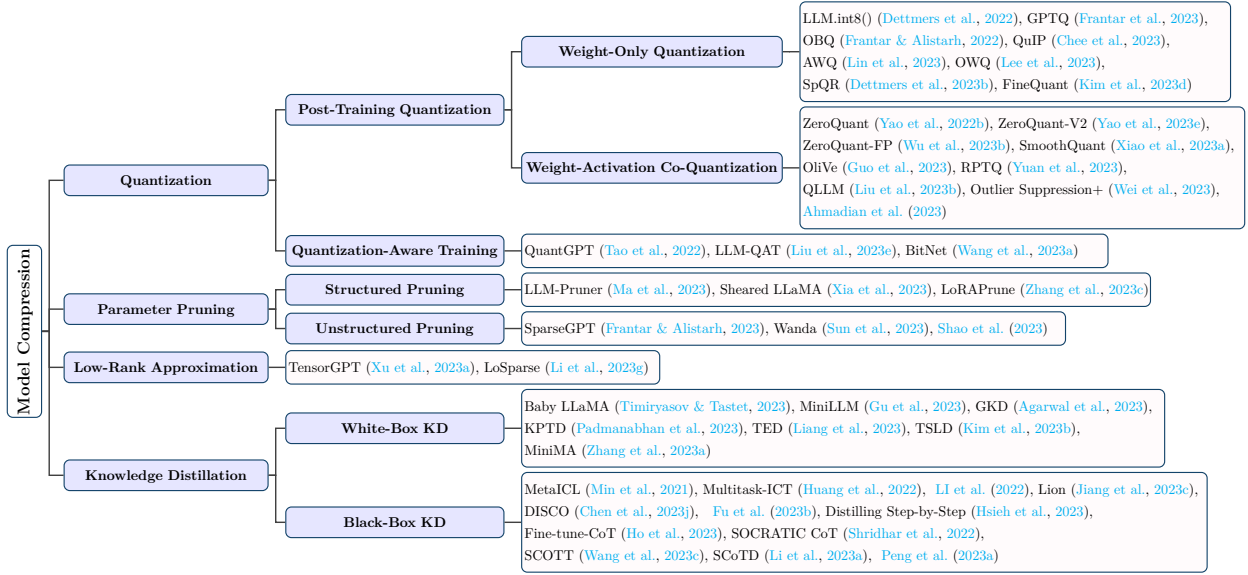 Model Compression
Quantization
Post-Training Quantization
Weight-Only Quantization
LLM.int8() (Dettmers et al., 2022), GPTQ (Frantar et al., 2023),
OBQ (Frantar & Alistarh, 2022), QuIP (Chee et al., 2023),
AWQ (Lin et al., 2023), OWQ (Lee et al., 2023),
SpQR (Dettmers et al., 2023b), FineQuant (Kim et al., 2023d)
Weight-Activation Co-Quantization
ZeroQuant (Yao et al., 2022b), ZeroQuant-V2 (Yao et al., 2023e),
ZeroQuant-FP (Wu et al., 2023b), SmoothQuant (Xiao et al., 2023a),
OliVe (Guo et al., 2023), RPTQ (Yuan et al., 2023),
QLLM (Liu et al., 2023b), Outlier Suppression+ (Wei et al., 2023),
Ahmadian et al. (2023)
Quantization-Aware Training
QuantGPT (Tao et al., 2022), LLM-QAT (Liu et al., 2023e), BitNet (Wang et al., 2023a)
Parameter Pruning
Structured Pruning
LLM-Pruner (Ma et al., 2023), Sheared LLaMA (Xia et al., 2023), LoRAPrune (Zhang et al., 2023c)
Unstructured Pruning
SparseGPT (Frantar & Alistarh, 2023), Wanda (Sun et al., 2023), Shao et al. (2023)
Low-Rank Approximation
TensorGPT (Xu et al., 2023a), LoSparse (Li et al., 2023g)
Knowledge Distillation
White-Box KD
Baby LLaMA (Timiryasov & Tastet, 2023), MiniLLM (Gu et al., 2023), GKD (Agarwal et al., 2023),
KPTD (Padmanabhan et al., 2023), TED (Liang et al., 2023), TSLD (Kim et al., 2023b),
MiniMA (Zhang et al., 2023a)
Black-Box KD
MetaICL (Min et al., 2021), Multitask-ICT (Huang et al., 2022), LI et al. (2022), Lion (Jiang et al., 2023c),
DISCO (Chen et al., 2023j), Fu et al. (2023b), Distilling Step-by-Step (Hsieh et al., 2023),
Fine-tune-CoT (Ho et al., 2023), SOCRATIC CoT (Shridhar et al., 2022),
SCOTT (Wang et al., 2023c), SCoTD (Li et al., 2023a), Peng et al. (2023a)